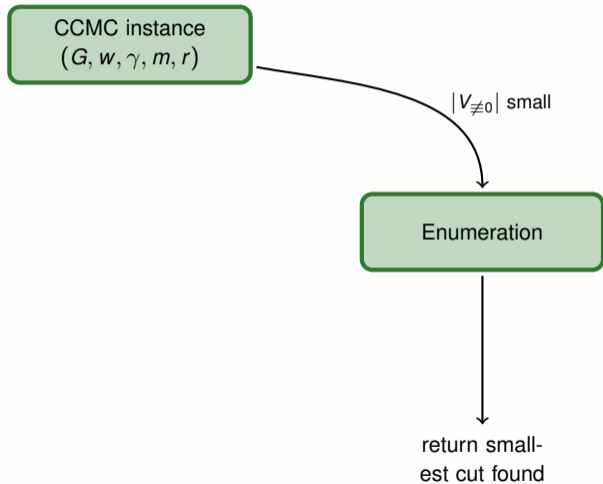 CCMC instance
(G, w, γ, m, r)
|V≢0| small
Enumeration
return small-
est cut found